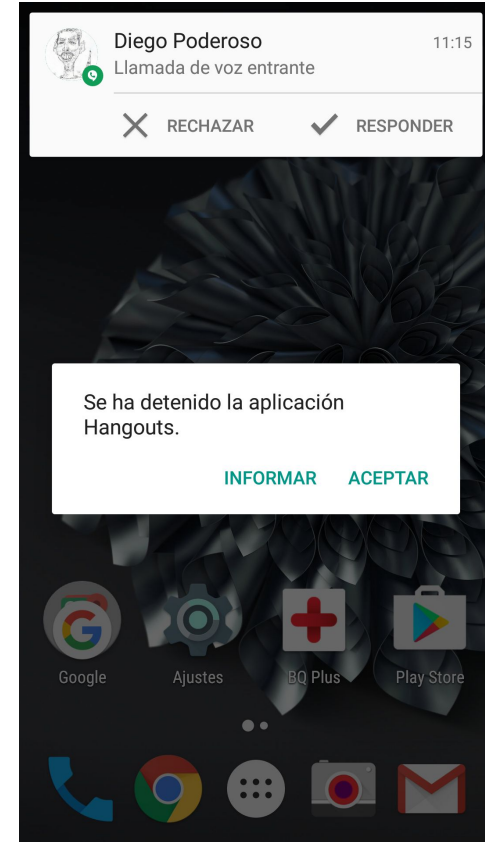 Diego Poderoso 11:15
Llamada de voz entrante
RECHAZAR RESPONDER
Se ha detenido la aplicación
Hangouts.
INFORMAR ACEPTAR
Google Ajustes BQ Plus Play Store